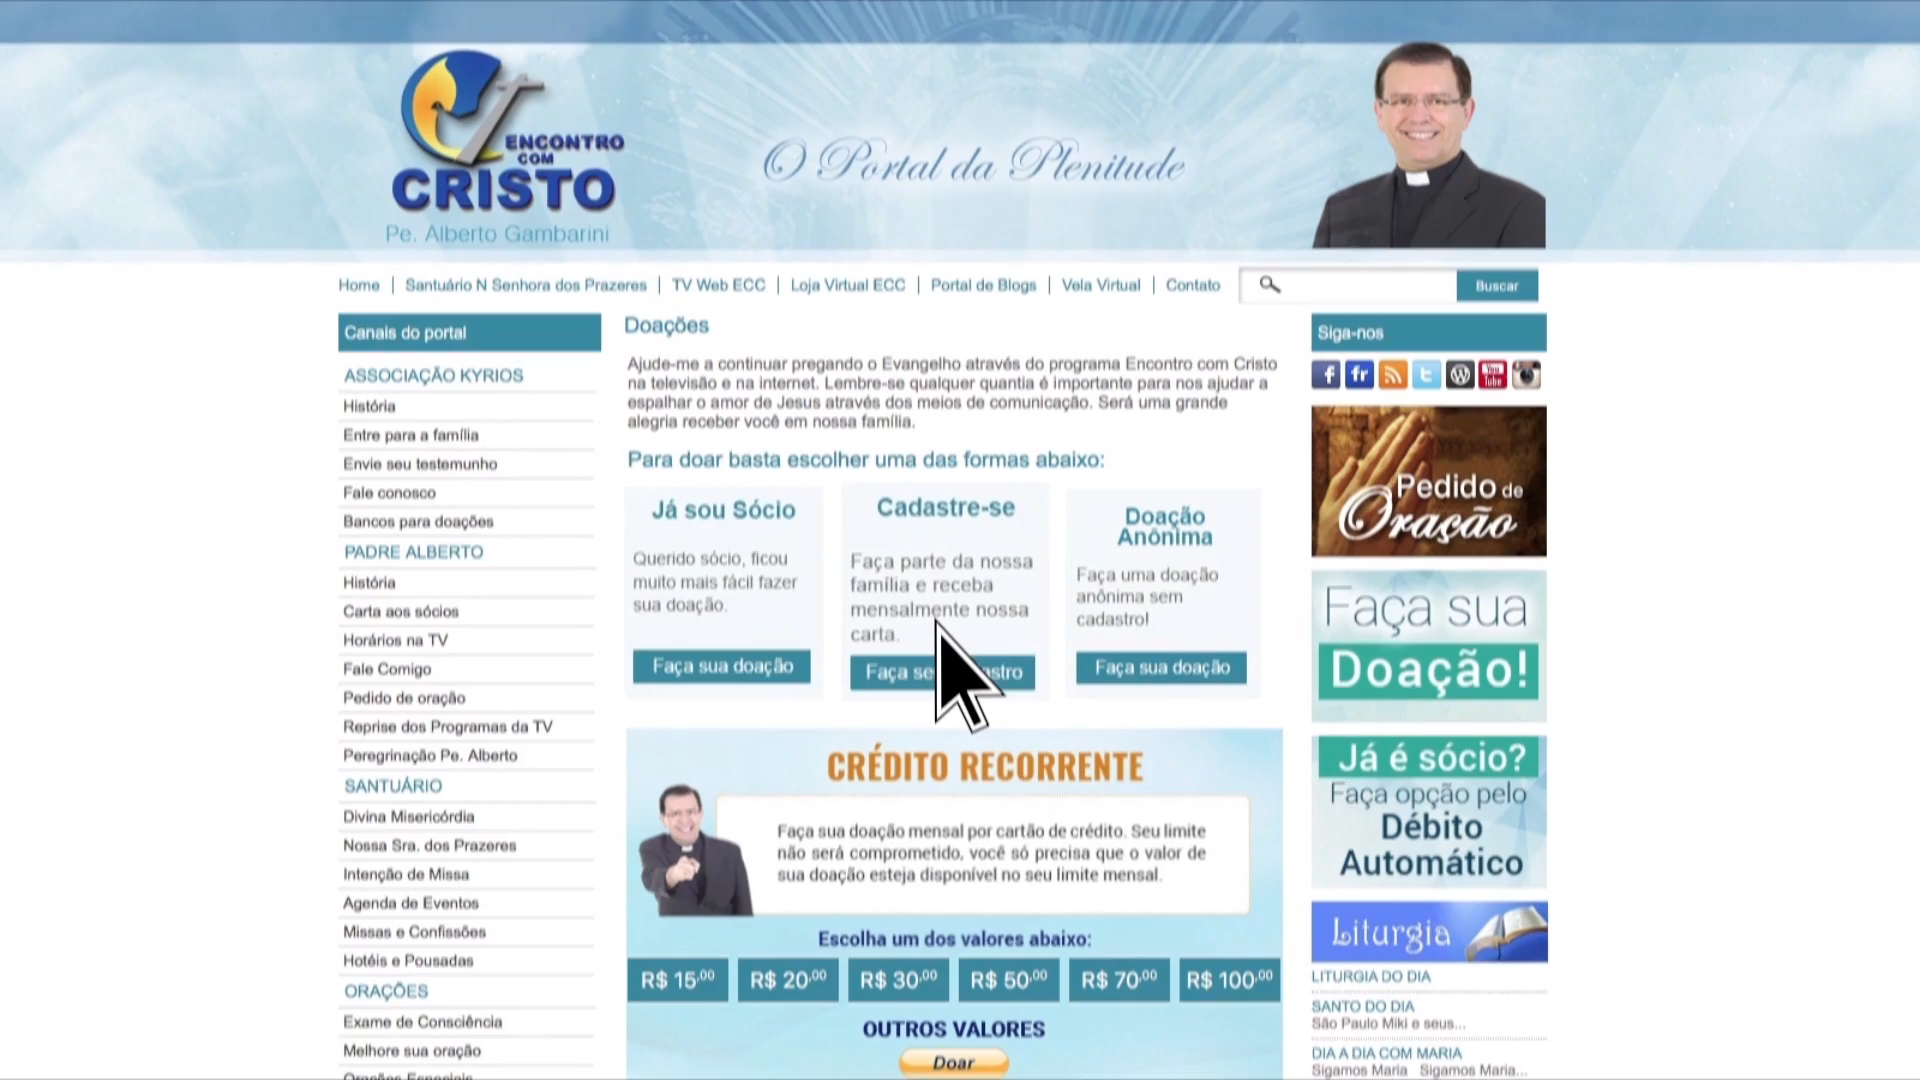 ENCONTRO
COM
CRISTO
Pe. Alberto Gambarini
O Portal da Plenitude
Home | Santuário N Senhora dos Prazeres | TV Web ECC | Loja Virtual ECC | Portal de Blogs | Vela Virtual | Contato
Buscar
Canais do portal
ASSOCIAÇÃO KYRIOS
História
Entre para a família
Envie seu testemunho
Fale conosco
Bancos para doações
PADRE ALBERTO
História
Carta aos sócios
Horários na TV
Fale Comigo
Pedido de oração
Reprise dos Programas da TV
Peregrinação Pe. Alberto
SANTUÁRIO
Divina Misericórdia
Nossa Sra. dos Prazeres
Intenção de Missa
Agenda de Eventos
Missas e Confissões
Hotéis e Pousadas
ORAÇÕES
Exame de Consciência
Melhore sua oração
Doações
Ajude-me a continuar pregando o Evangelho através do programa Encontro com Cristo
na televisão e na internet. Lembre-se qualquer quantia é importante para nos ajudar a
espalhar o amor de Jesus através dos meios de comunicação. Será uma grande
alegria receber você em nossa família.
Para doar basta escolher uma das formas abaixo:
Já sou Sócio
Querido sócio, ficou
muito mais fácil fazer
sua doação.
Faça sua doação
Cadastre-se
Faça parte da nossa
família e receba
mensalmente nossa
carta.
Faça se stro
Doação
Anônima
Faça uma doação
anônima sem
cadastro!
Faça sua doação
CRÉDITO RECORRENTE
Faça sua doação mensal por cartão de crédito. Seu limite
não será comprometido, você só precisa que o valor de
sua doação esteja disponível no seu limite mensal.
Escolha um dos valores abaixo:
R$ 15,00 R$ 20,00 R$ 30,00 R$ 50,00 R$ 70,00 R$ 100,00
OUTROS VALORES
Doar
Siga-nos
f fr t W You Tube
Pedido de
Oração
Faça sua
Doação!
Já é sócio?
Faça opção pelo
Débito
Automático
Liturgia
LITURGIA DO DIA
SANTO DO DIA
São Paulo Miki e seus...
DIA A DIA COM MARIA
Sigamos Maria Sigamos Maria...